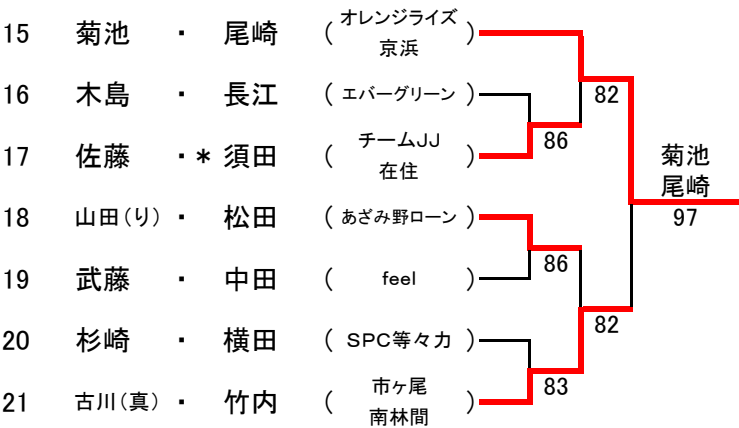 15 菊池 ・ 尾崎 (オレンジライズ 京浜)
82
16 木島 ・ 長江 (エバーグリーン)
86
17 佐藤 ・* 須田 (チームJJ 在住)
菊池
尾崎
97
18 山田(り)・ 松田 (あざみ野ローン)
86
19 武藤 ・ 中田 (feel)
82
20 杉崎 ・ 横田 (SPC等々力)
83
21 古川(真)・ 竹内 (市ヶ尾 南林間)